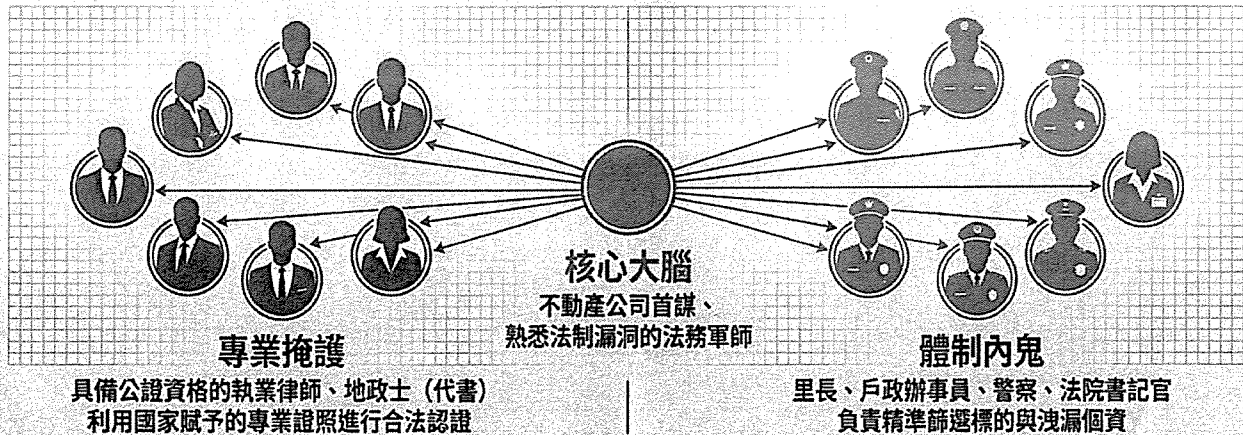 核心大腦
不動產公司首謀、
熟悉法制漏洞的法務軍師
專業掩護
具備公證資格的執業律師、地政士（代書）
利用國家賦予的專業證照進行合法認證
體制內鬼
里長、戶政辦事員、警察、法院書記官
負責精準篩選標的與洩漏個資